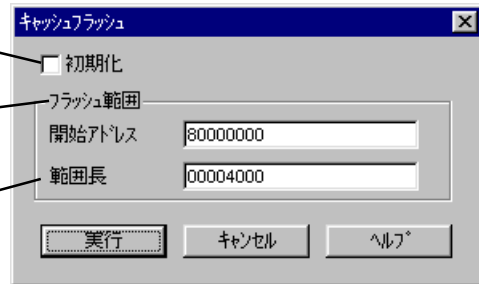 ｷｬｯｼｭﾌﾗｯｼｭ
初期化
ﾌﾗｯｼｭ範囲
開始ｱﾄﾞﾚｽ 80000000
範囲長 00004000
実行 ｷｬﾝｾﾙ ﾍﾙﾌﾟ